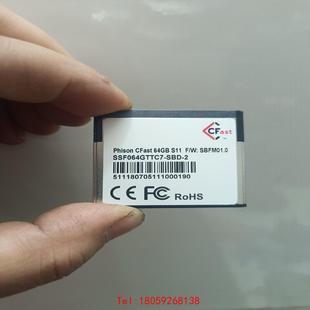 CFast
Phison CFast 64GB S11 F/W: SBFM01.0
SSF064GTTC7-SBD-2
511180705111000190
CE FC RoHS
Tel:18059268138